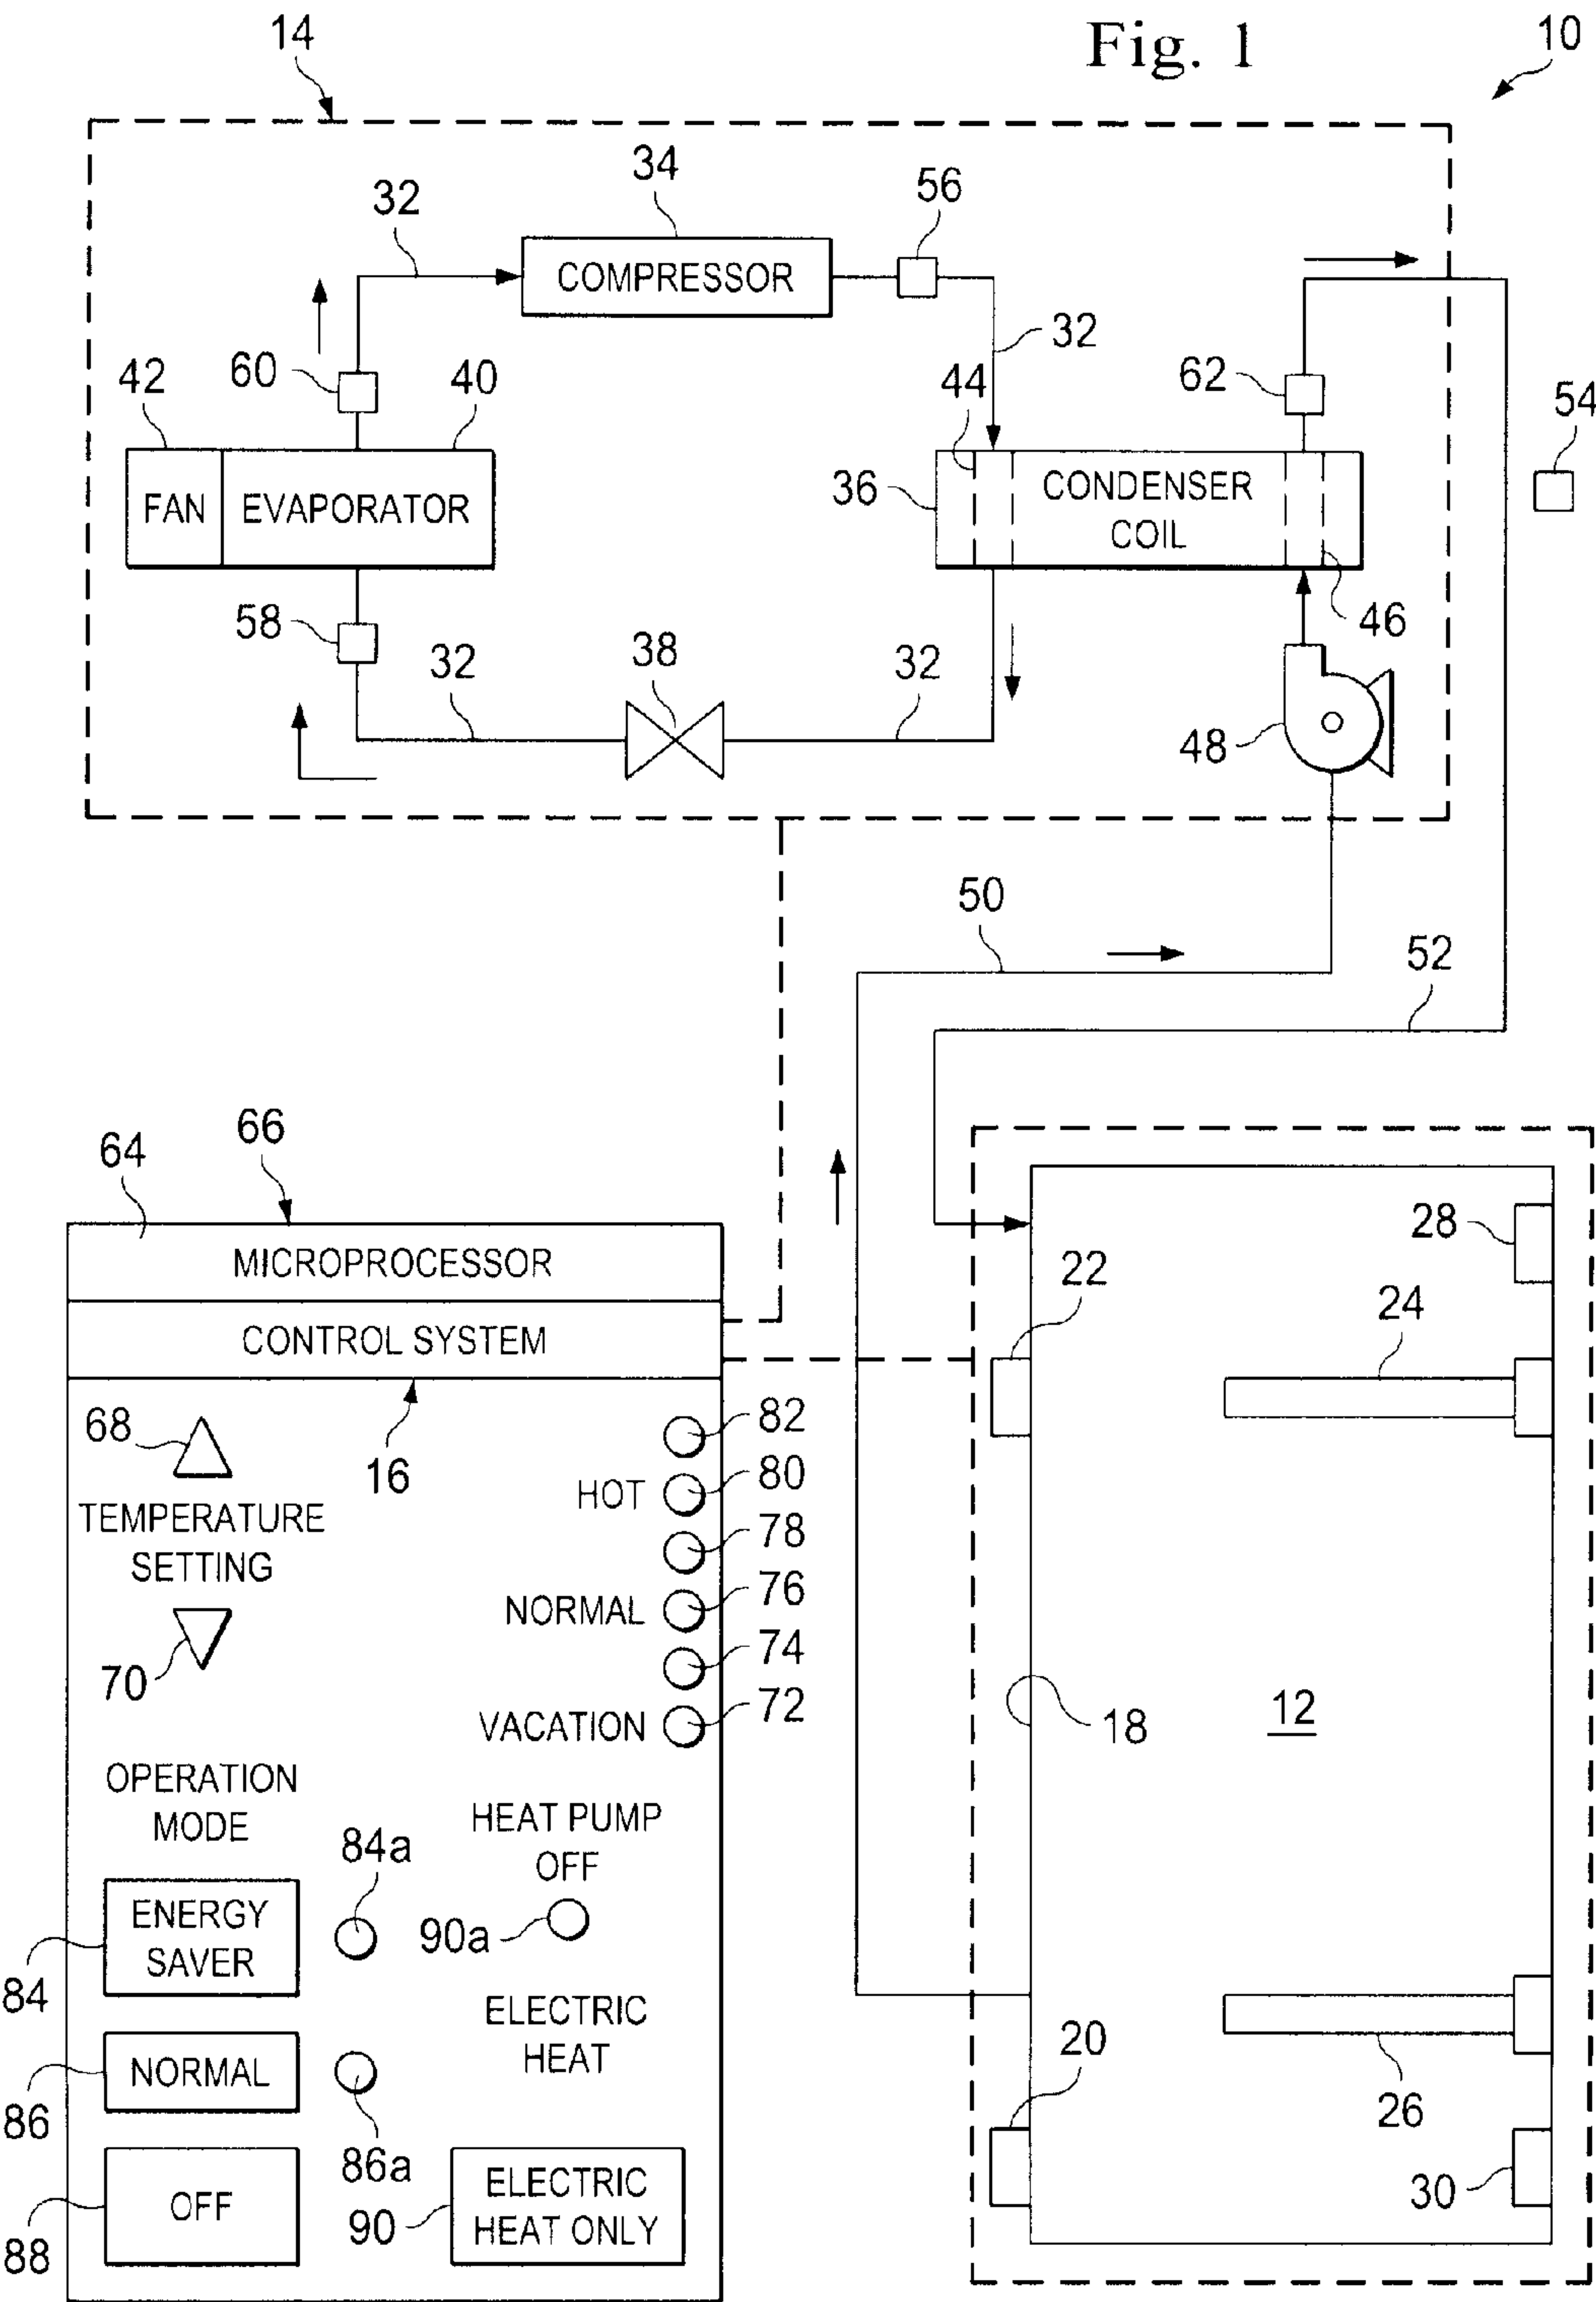 Fig. 1
10
14
34
56
32
COMPRESSOR
32
42
60
40
44
62
54
FAN
EVAPORATOR
36
CONDENSER
COIL
58
32
38
32
46
48
50
52
64
66
MICROPROCESSOR
CONTROL SYSTEM
28
22
24
68
16
82
HOT
80
TEMPERATURE
SETTING
78
NORMAL
76
74
70
VACATION
72
18
12
OPERATION
MODE
HEAT PUMP
OFF
84a
90a
ENERGY
SAVER
84
ELECTRIC
HEAT
NORMAL
86
86a
20
26
OFF
88
90
ELECTRIC
HEAT ONLY
30